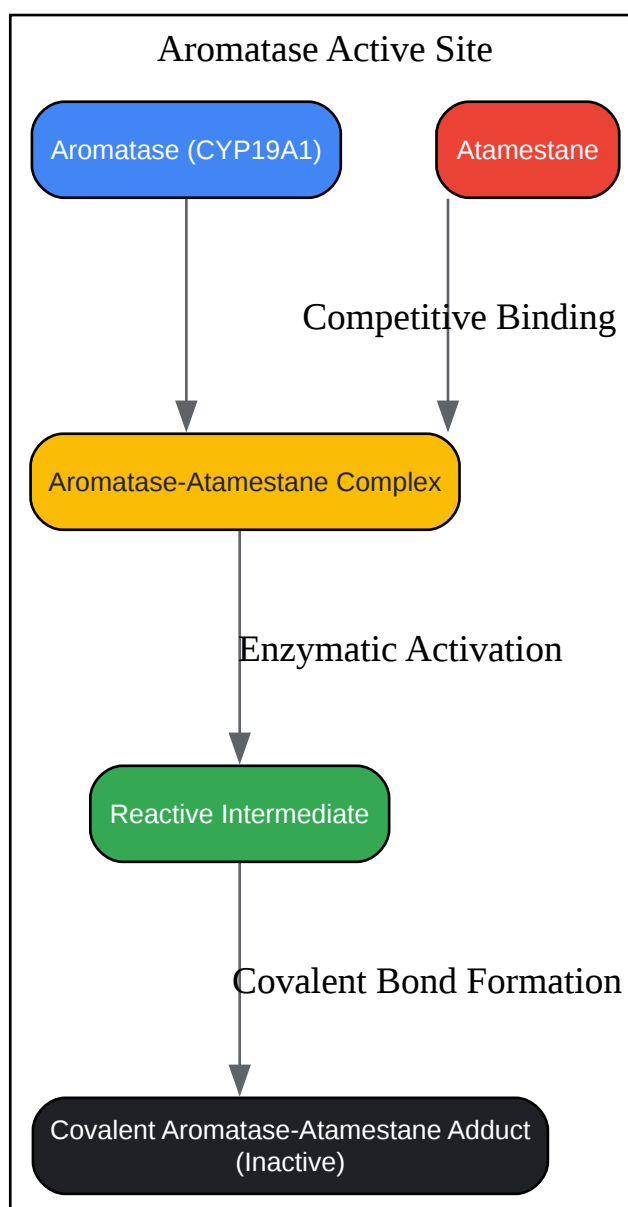 Aromatase Active Site
Aromatase (CYP19A1)
Atamestane
Competitive Binding
Aromatase-Atamestane Complex
Enzymatic Activation
Reactive Intermediate
Covalent Bond Formation
Covalent Aromatase-Atamestane Adduct
(Inactive)